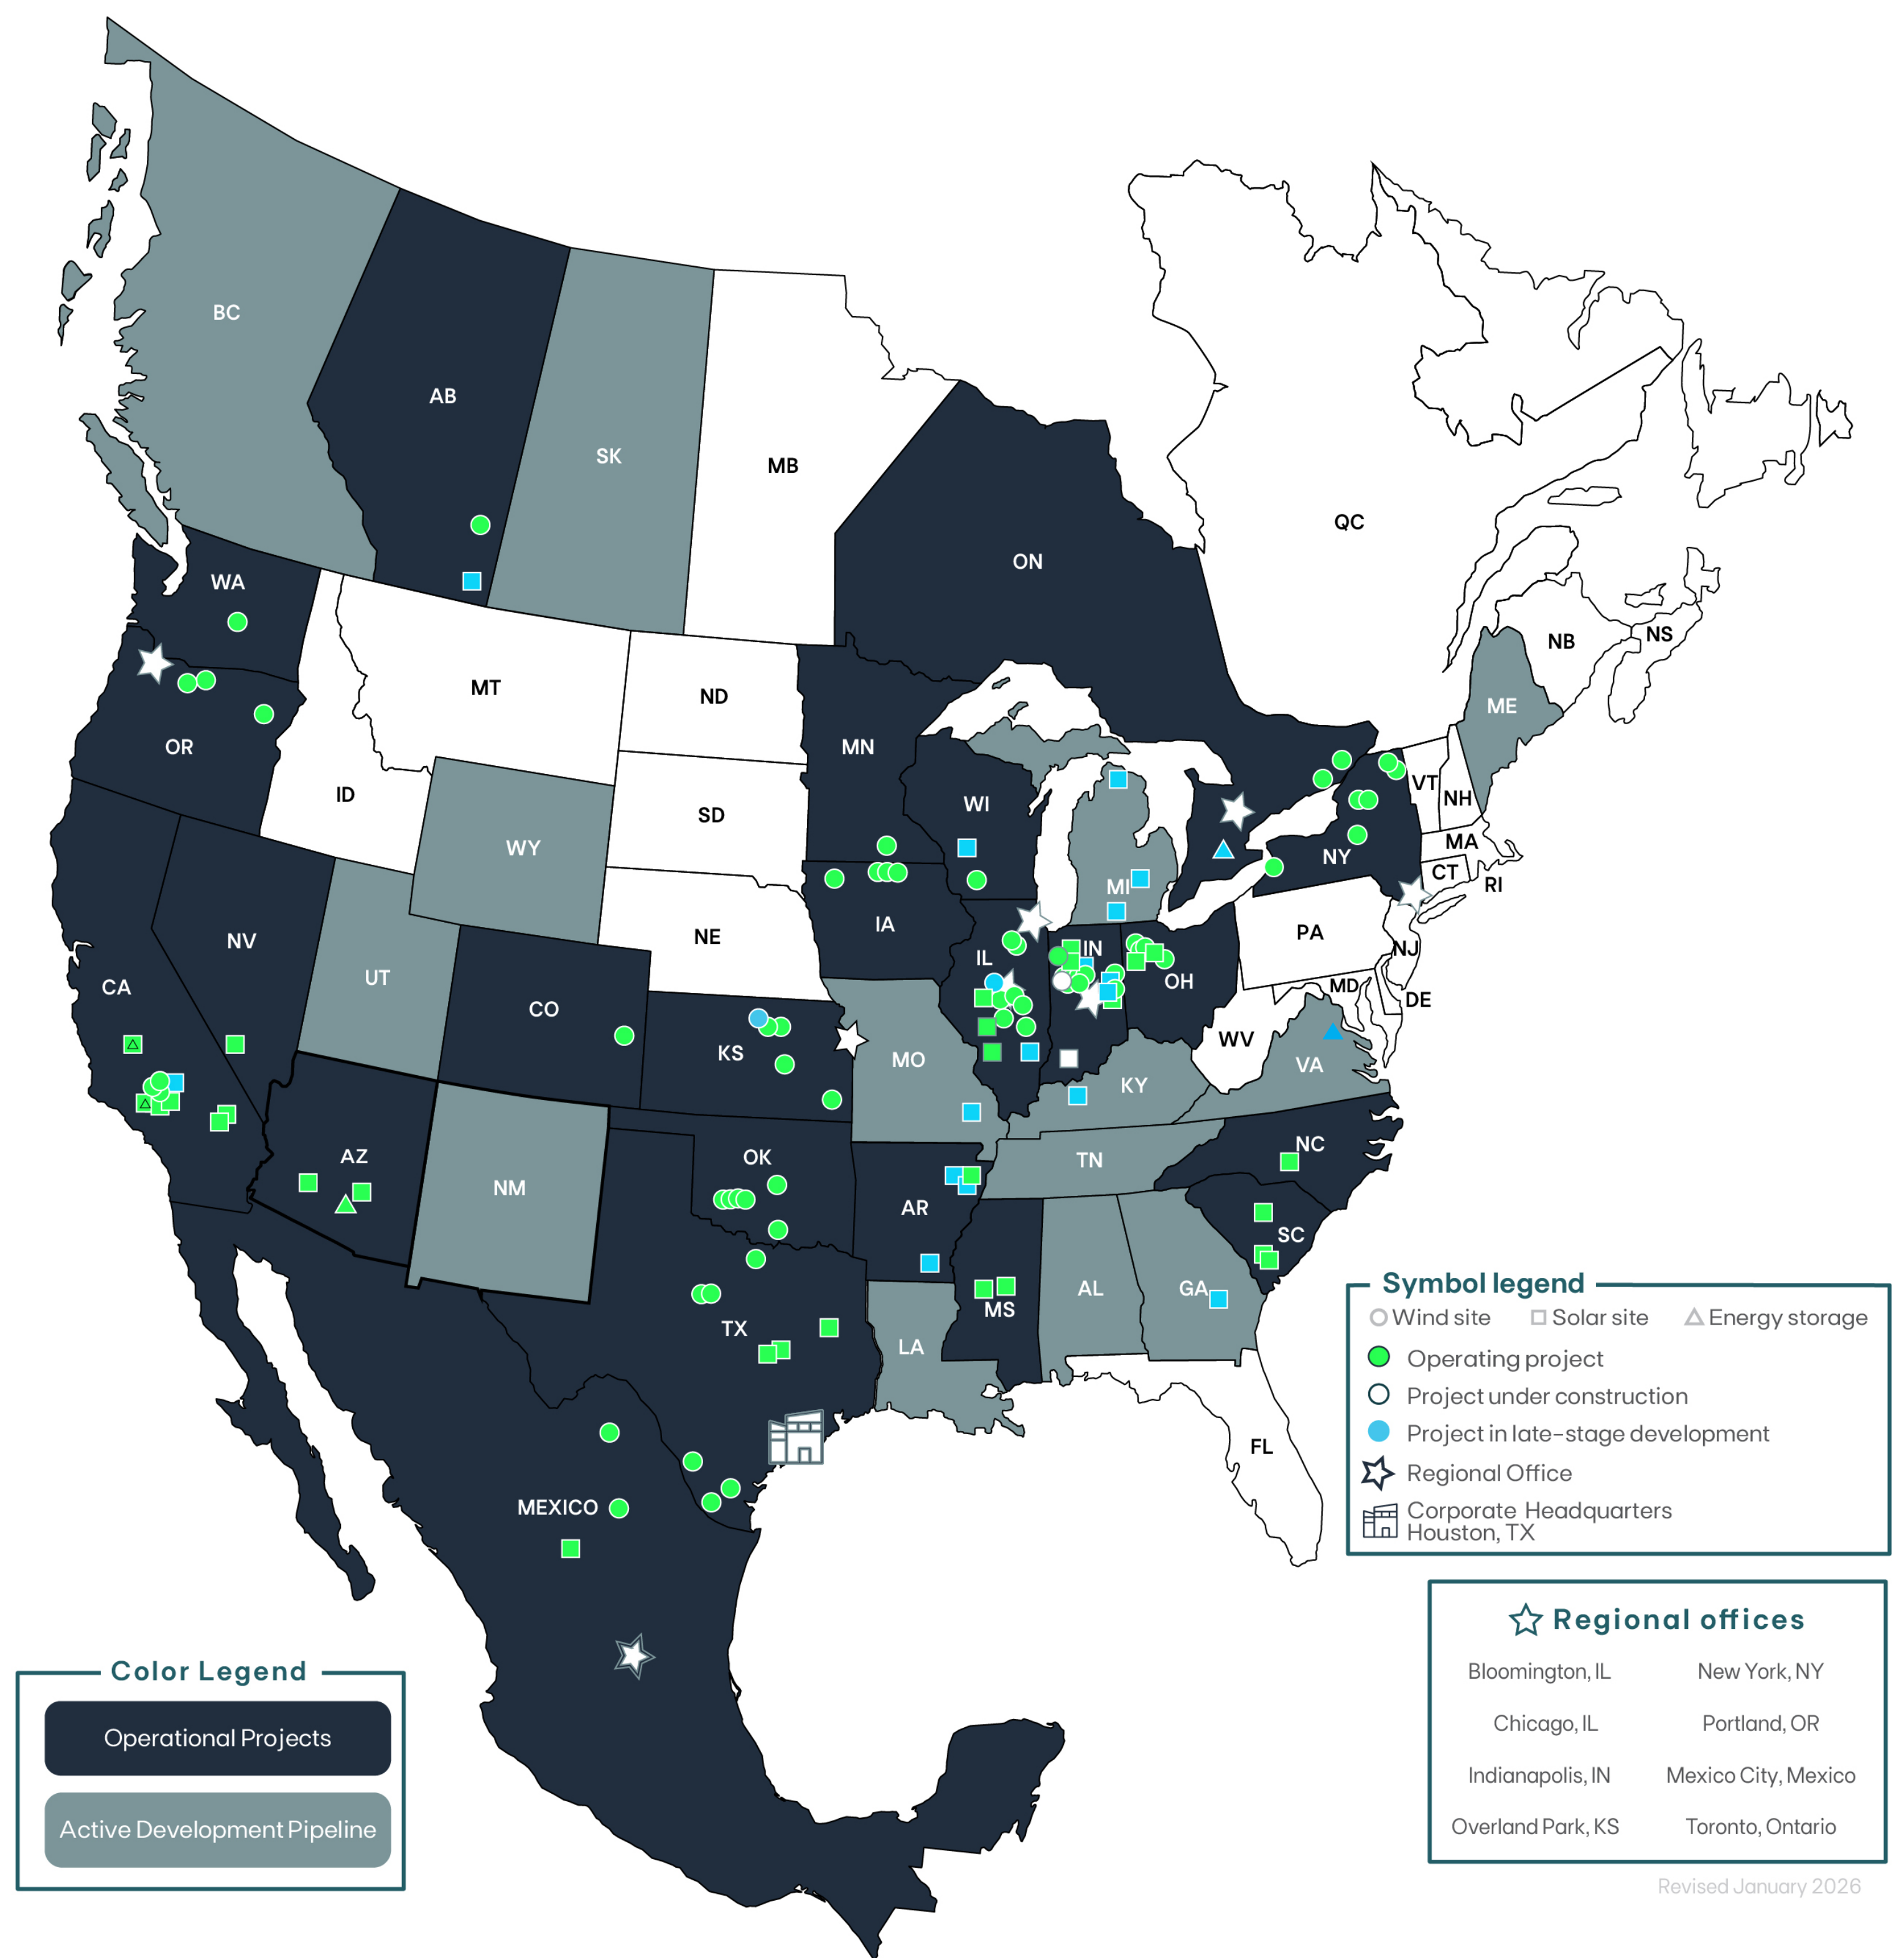 BC
AB
SK
MB
ON
QC
NB
NS
ME
WA
OR
MT
ND
MN
ID
SD
WI
WY
MI
NY
VT
NH
MA
CT
RI
NE
IA
PA
NJ
NV
UT
CA
CO
KS
MO
IL
IN
OH
MD
DE
WV
VA
KY
AZ
NM
OK
AR
TN
NC
SC
TX
LA
MS
AL
GA
FL
MEXICO
Symbol legend
Wind site
Solar site
Energy storage
Operating project
Project under construction
Project in late-stage development
Regional Office
Corporate Headquarters
Houston, TX
Regional offices
Bloomington, IL
New York, NY
Chicago, IL
Portland, OR
Indianapolis, IN
Mexico City, Mexico
Overland Park, KS
Toronto, Ontario
Color Legend
Operational Projects
Active Development Pipeline
Revised January 2026